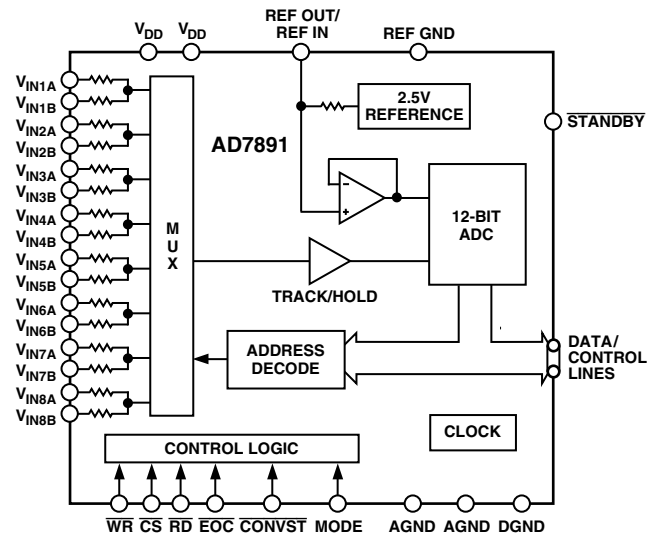 REF OUT/
REF IN
REF GND
VDD VDD
VIN1A
VIN1B
VIN2A
VIN2B
VIN3A
VIN3B
VIN4A
VIN4B
VIN5A
VIN5B
VIN6A
VIN6B
VIN7A
VIN7B
VIN8A
VIN8B
MUX
AD7891
2.5V
REFERENCE
STANDBY
12-BIT
ADC
TRACK/HOLD
ADDRESS
DECODE
DATA/
CONTROL
LINES
CLOCK
CONTROL LOGIC
WR CS RD EOC CONVST MODE AGND AGND DGND